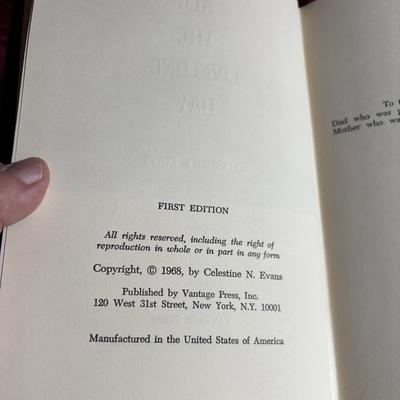 FIRST EDITION
All rights reserved, including the right of
reproduction in whole or in part in any form
Copyright, © 1968, by Celestine N. Evans
Published by Vantage Press, Inc.
120 West 31st Street, New York, N.Y. 10001
Manufactured in the United States of America
To
Dad who was
Mother who wa